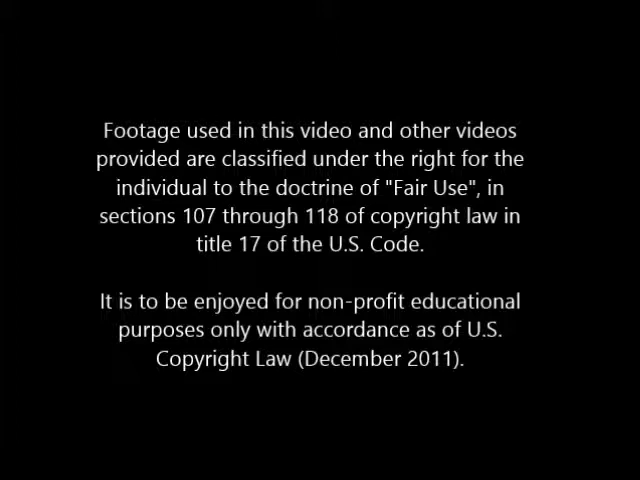 Footage used in this video and other videos
provided are classified under the right for the
individual to the doctrine of "Fair Use", in
sections 107 through 118 of copyright law in
title 17 of the U.S. Code.
It is to be enjoyed for non-profit educational
purposes only with accordance as of U.S.
Copyright Law (December 2011).